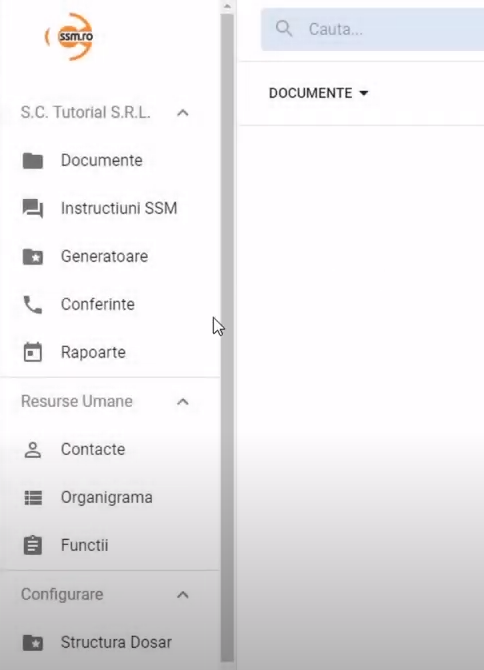 ssm.ro
Cauta...
DOCUMENTE
S.C. Tutorial S.R.L.
Documente
Instructiuni SSM
Generatoare
Conferinte
Rapoarte
Resurse Umane
Contacte
Organigrama
Functii
Configurare
Structura Dosar